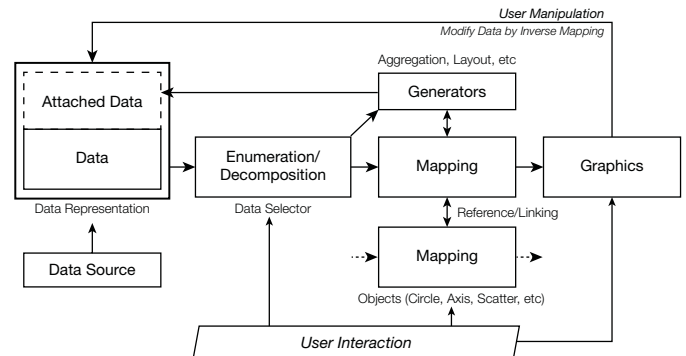 User Manipulation
Modify Data by Inverse Mapping
Aggregation, Layout, etc
Attached Data
Generators
Data
Enumeration/
Decomposition
Mapping
Graphics
Data Representation
Data Selector
Reference/Linking
Data Source
Mapping
Objects (Circle, Axis, Scatter, etc)
User Interaction